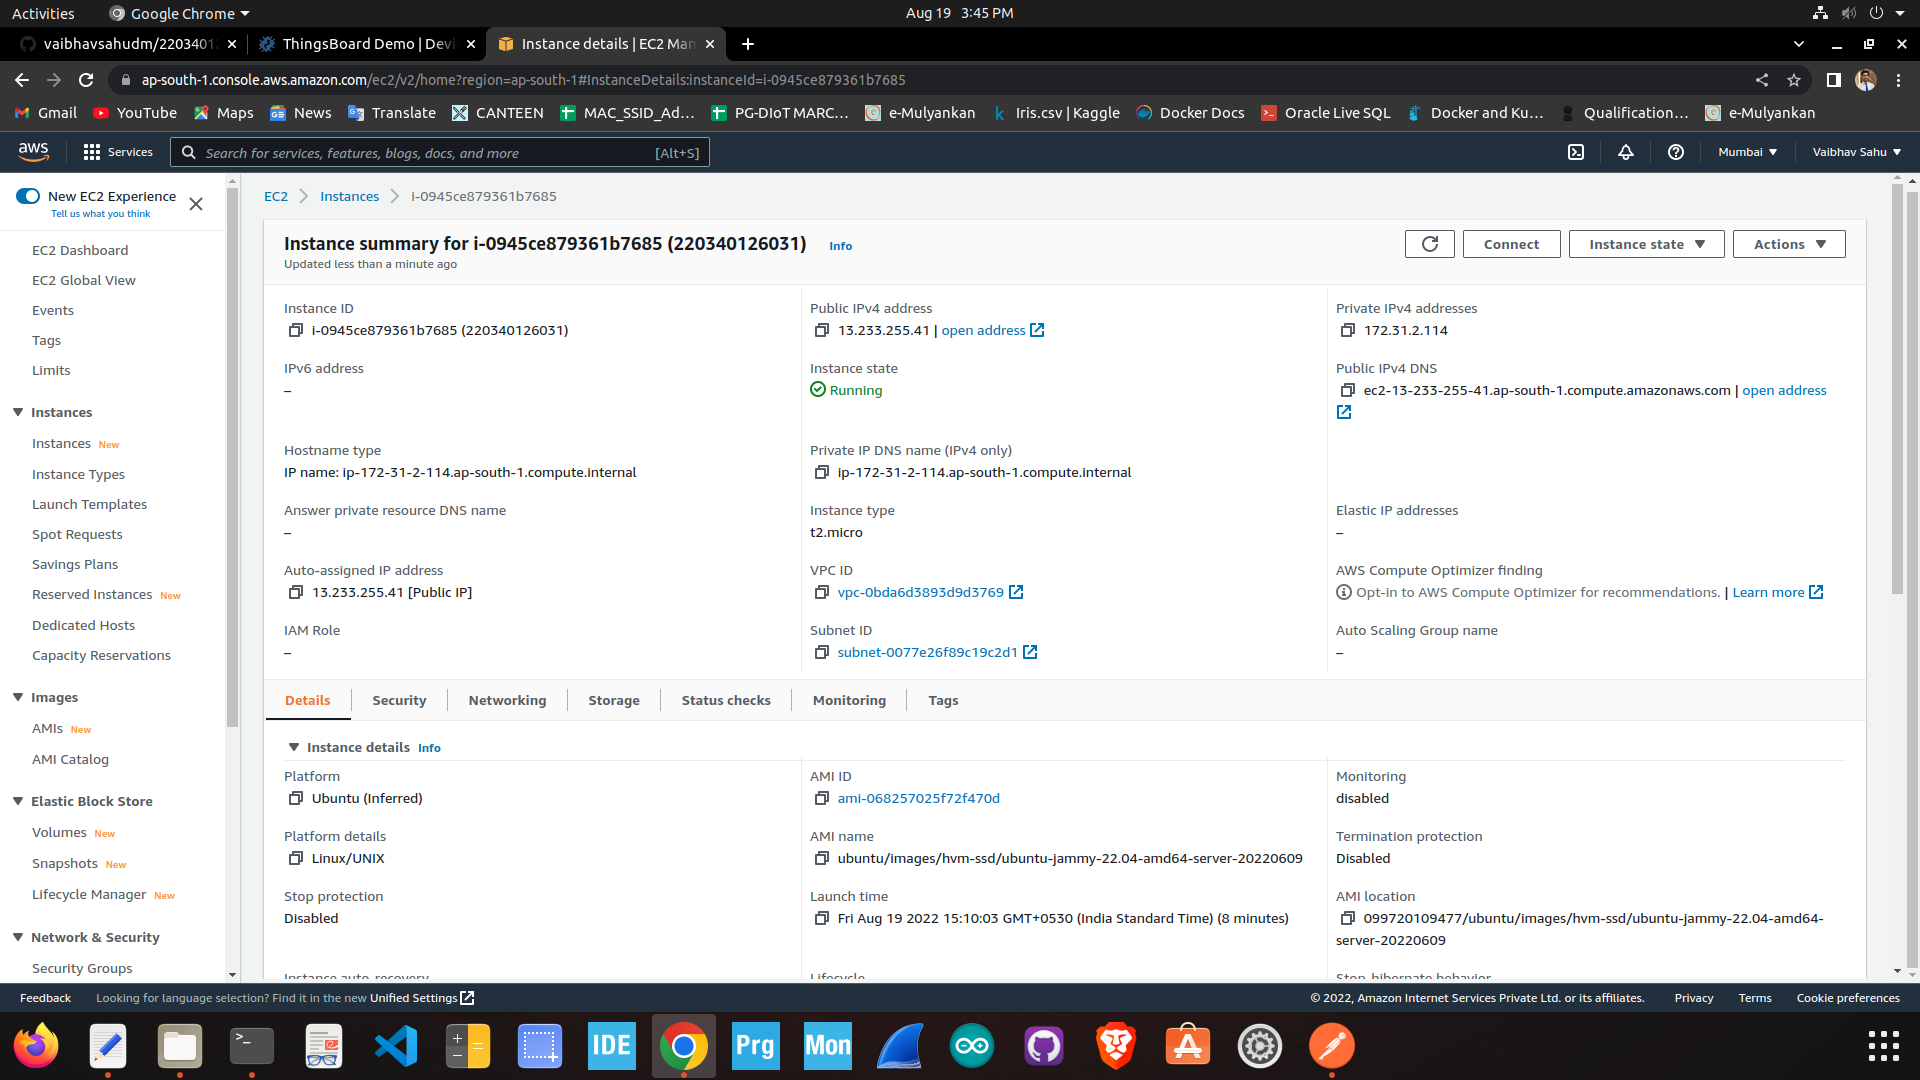 Activities
Google Chrome
Aug 19 3:45 PM
vaibhavsahudm/2203401
ThingsBoard Demo | Devi
Instance details | EC2 Man
ap-south-1.console.aws.amazon.com/ec2/v2/home?region=ap-south-1#InstanceDetails:instanceId=i-0945ce879361b7685
Gmail
YouTube
Maps
News
Translate
CANTEEN
MAC_SSID_Ad...
PG-DIoT MARC...
e-Mulyankan
Iris.csv | Kaggle
Docker Docs
Oracle Live SQL
Docker and Ku...
Qualification...
e-Mulyankan
aws
Services
Search for services, features, blogs, docs, and more
[Alt+S]
Mumbai
Vaibhav Sahu
New EC2 Experience
Tell us what you think
EC2 Dashboard
EC2 Global View
Events
Tags
Limits
Instances
Instances New
Instance Types
Launch Templates
Spot Requests
Savings Plans
Reserved Instances New
Dedicated Hosts
Capacity Reservations
Images
AMIs New
AMI Catalog
Elastic Block Store
Volumes New
Snapshots New
Lifecycle Manager New
Network & Security
Security Groups
EC2
Instances
i-0945ce879361b7685
Instance summary for i-0945ce879361b7685 (220340126031) Info
Updated less than a minute ago
Connect
Instance state
Actions
Instance ID
i-0945ce879361b7685 (220340126031)
Public IPv4 address
13.233.255.41 | open address
Private IPv4 addresses
172.31.2.114
IPv6 address
–
Instance state
Running
Public IPv4 DNS
ec2-13-233-255-41.ap-south-1.compute.amazonaws.com | open address
Hostname type
IP name: ip-172-31-2-114.ap-south-1.compute.internal
Private IP DNS name (IPv4 only)
ip-172-31-2-114.ap-south-1.compute.internal
Answer private resource DNS name
–
Instance type
t2.micro
Elastic IP addresses
–
Auto-assigned IP address
13.233.255.41 [Public IP]
VPC ID
vpc-0bda6d3893d9d3769
AWS Compute Optimizer finding
Opt-in to AWS Compute Optimizer for recommendations. | Learn more
IAM Role
–
Subnet ID
subnet-0077e26f89c19c2d1
Auto Scaling Group name
–
Details
Security
Networking
Storage
Status checks
Monitoring
Tags
Instance details Info
Platform
Ubuntu (Inferred)
AMI ID
ami-068257025f72f470d
Monitoring
disabled
Platform details
Linux/UNIX
AMI name
ubuntu/images/hvm-ssd/ubuntu-jammy-22.04-amd64-server-20220609
Termination protection
Disabled
Stop protection
Disabled
Launch time
Fri Aug 19 2022 15:10:03 GMT+0530 (India Standard Time) (8 minutes)
AMI location
099720109477/ubuntu/images/hvm-ssd/ubuntu-jammy-22.04-amd64-
server-20220609
Instance auto-recovery
Lifecycle
Stop-hibernate behavior
Feedback
Looking for language selection? Find it in the new Unified Settings
© 2022, Amazon Internet Services Private Ltd. or its affiliates.
Privacy
Terms
Cookie preferences
IDE
Prg
Mon